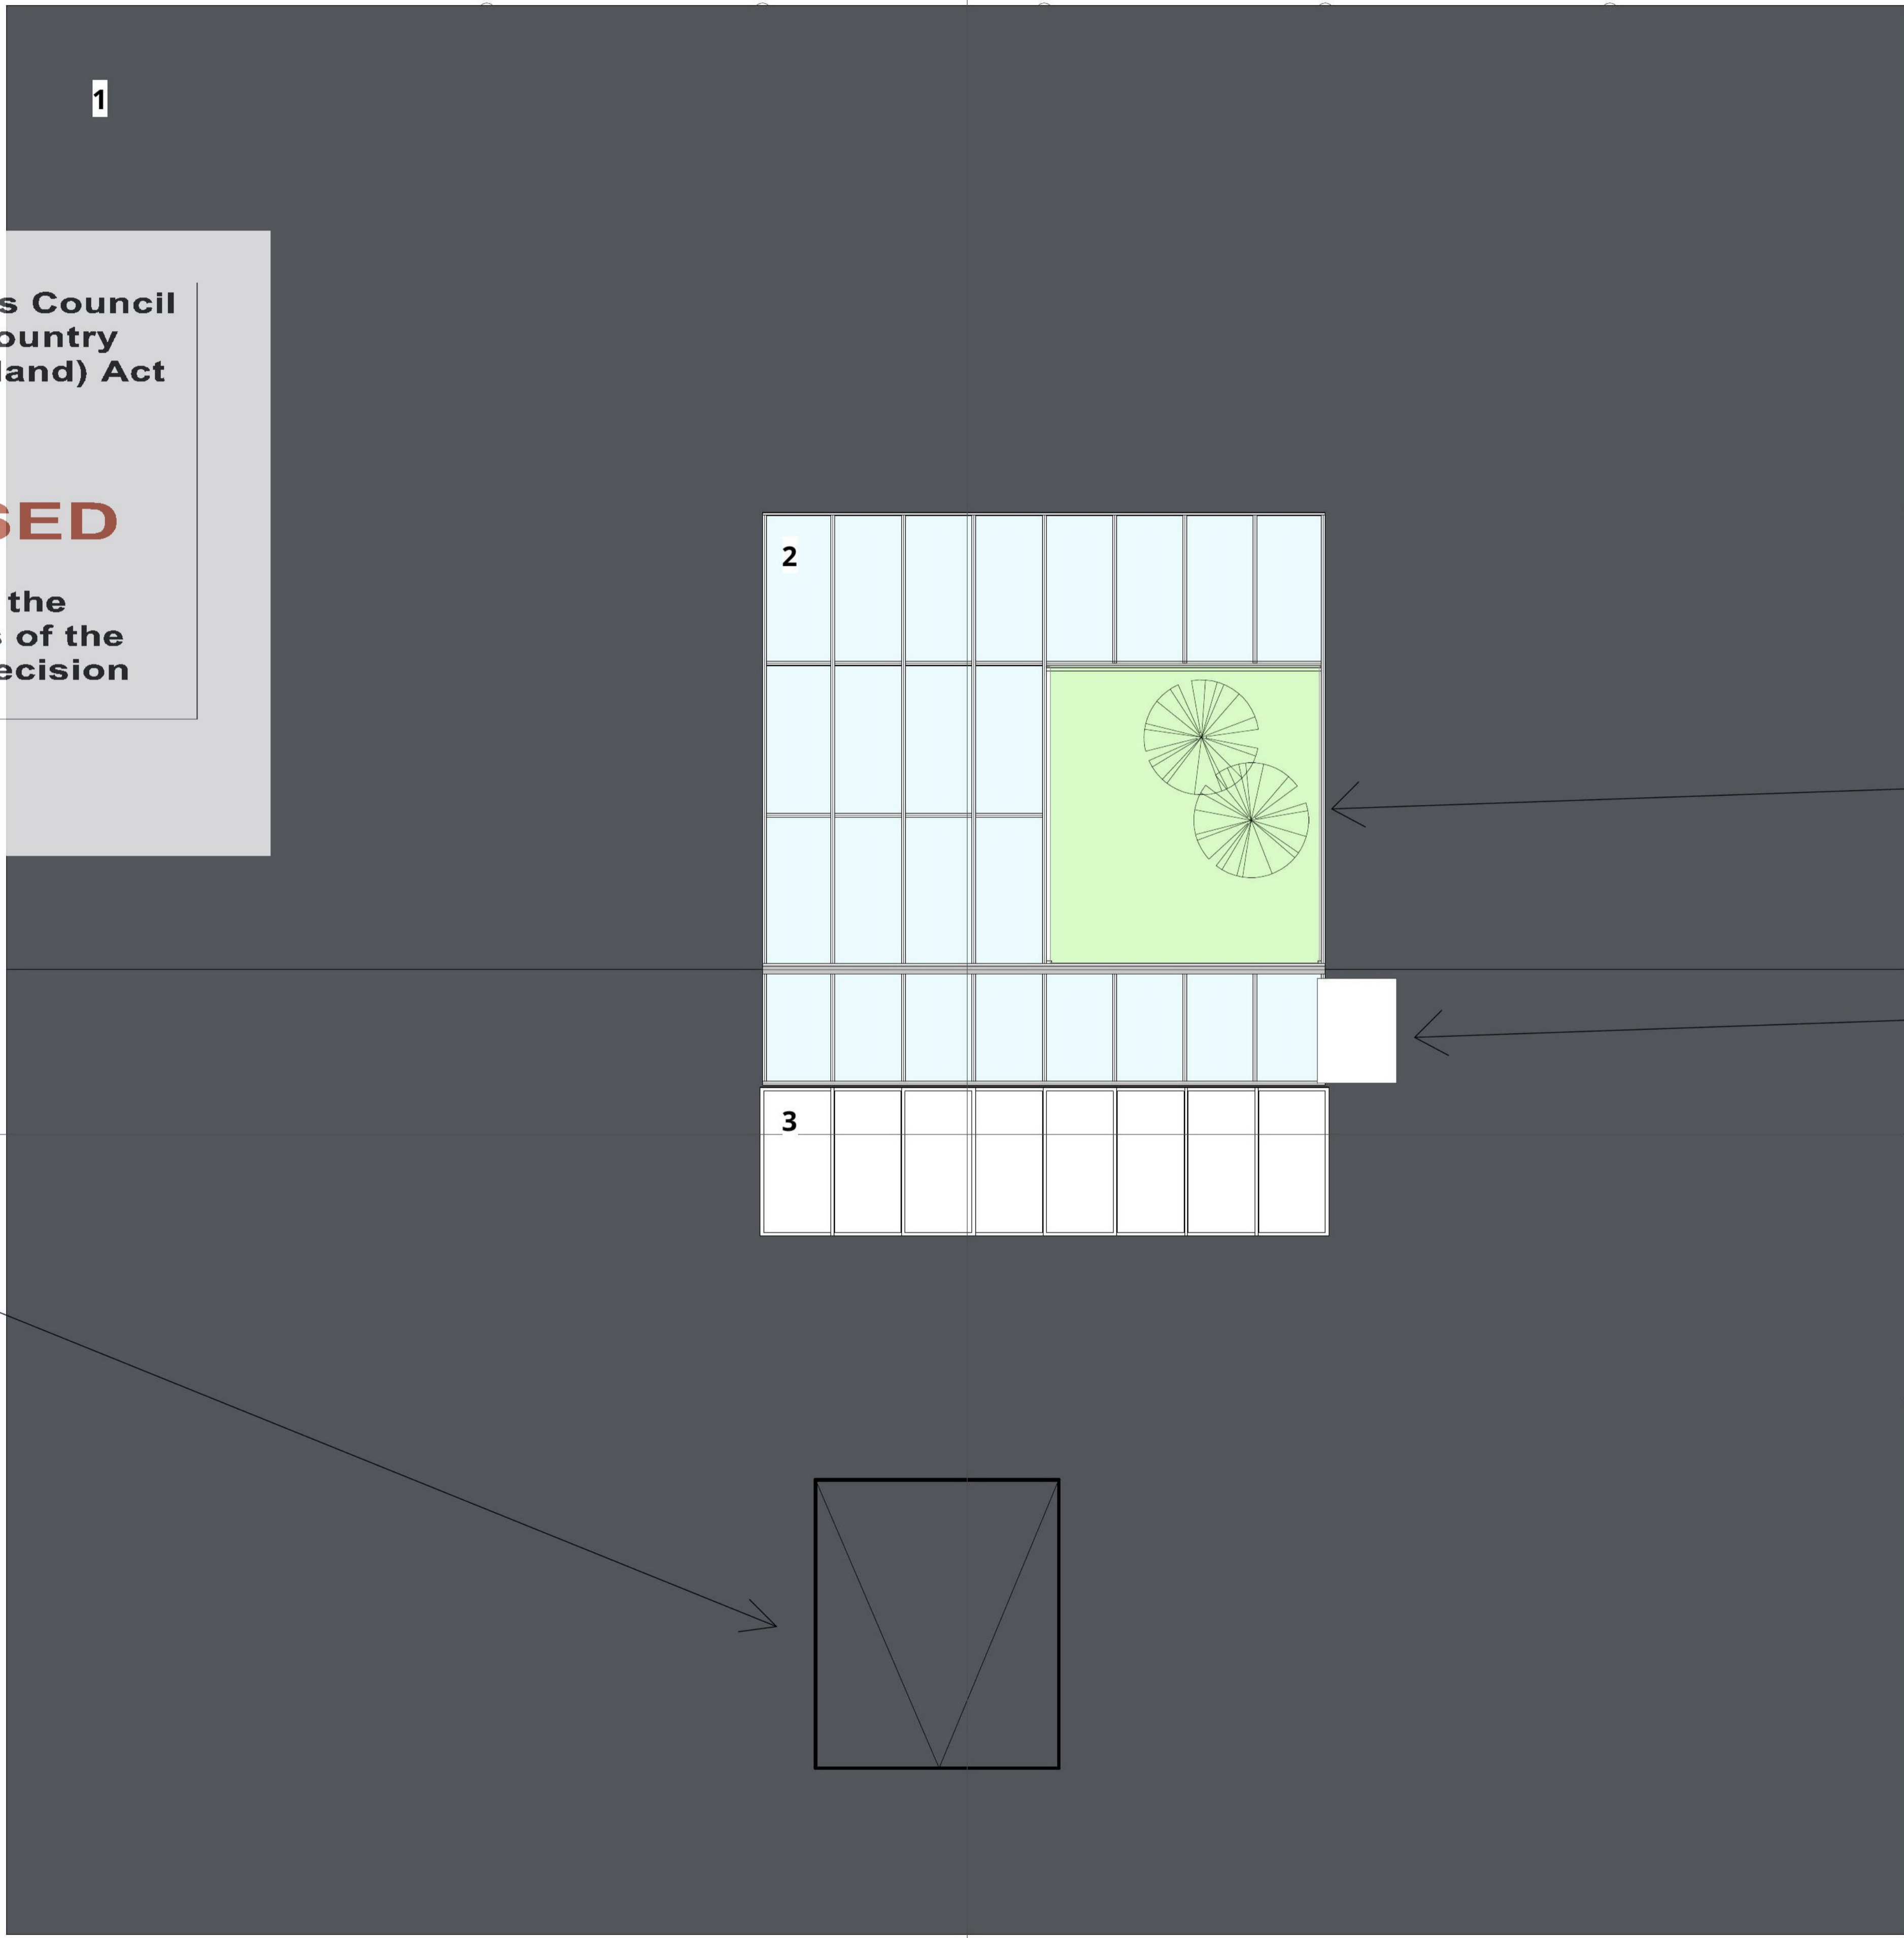 1
s Council
ountry
land) Act
SED
the
s of the
ecision
2
3